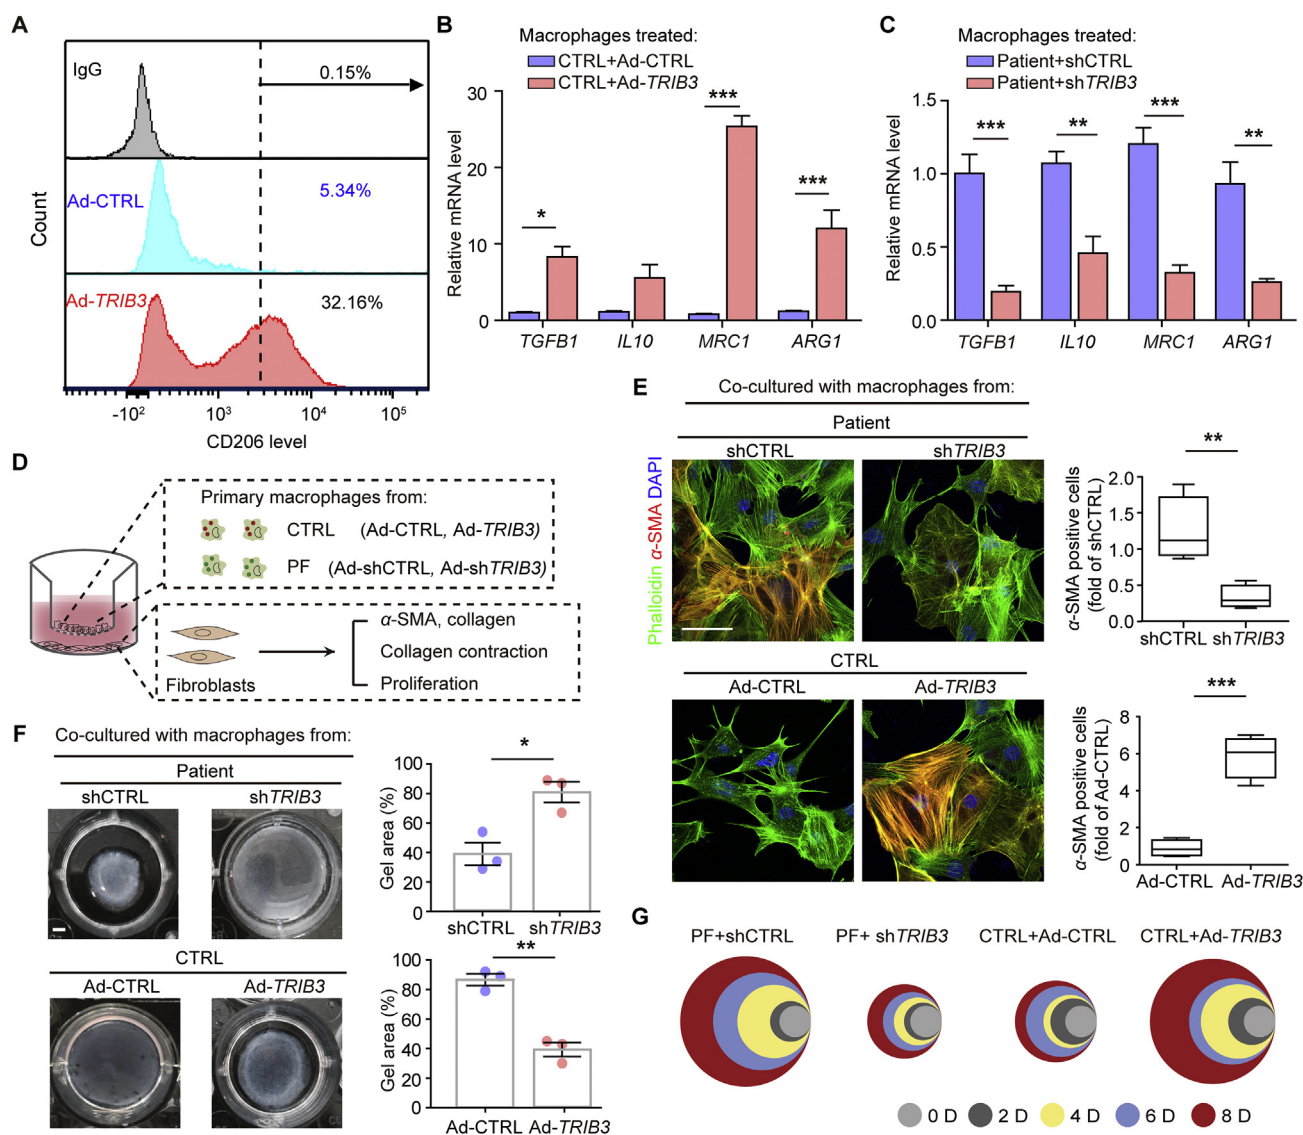 A
IgG
0.15%
Ad-CTRL
5.34%
Ad-TRIB3
32.16%
Count
-10²
10³
10⁴
10⁵
CD206 level
B
Macrophages treated:
CTRL+Ad-CTRL
CTRL+Ad-TRIB3
Relative mRNA level
30
20
10
0
*
***
***
TGFB1
IL10
MRC1
ARG1
C
Macrophages treated:
Patient+shCTRL
Patient+shTRIB3
Relative mRNA level
1.5
1.0
0.5
0.0
***
**
***
**
TGFB1
IL10
MRC1
ARG1
D
Primary macrophages from:
CTRL (Ad-CTRL, Ad-TRIB3)
PF (Ad-shCTRL, Ad-shTRIB3)
Fibroblasts
α-SMA, collagen
Collagen contraction
Proliferation
E
Co-cultured with macrophages from:
Patient
shCTRL
shTRIB3
Phalloidin α-SMA DAPI
CTRL
Ad-CTRL
Ad-TRIB3
α-SMA positive cells
(fold of shCTRL)
2.0
1.5
1.0
0.5
0.0
**
shCTRL
shTRIB3
α-SMA positive cells
(fold of Ad-CTRL)
8
6
4
2
0
***
Ad-CTRL
Ad-TRIB3
F
Co-cultured with macrophages from:
Patient
shCTRL
shTRIB3
CTRL
Ad-CTRL
Ad-TRIB3
Gel area (%)
100
80
60
40
20
0
*
shCTRL
shTRIB3
Gel area (%)
100
80
60
40
20
0
**
Ad-CTRL
Ad-TRIB3
G
PF+shCTRL
PF+ shTRIB3
CTRL+Ad-CTRL
CTRL+Ad-TRIB3
0 D
2 D
4 D
6 D
8 D